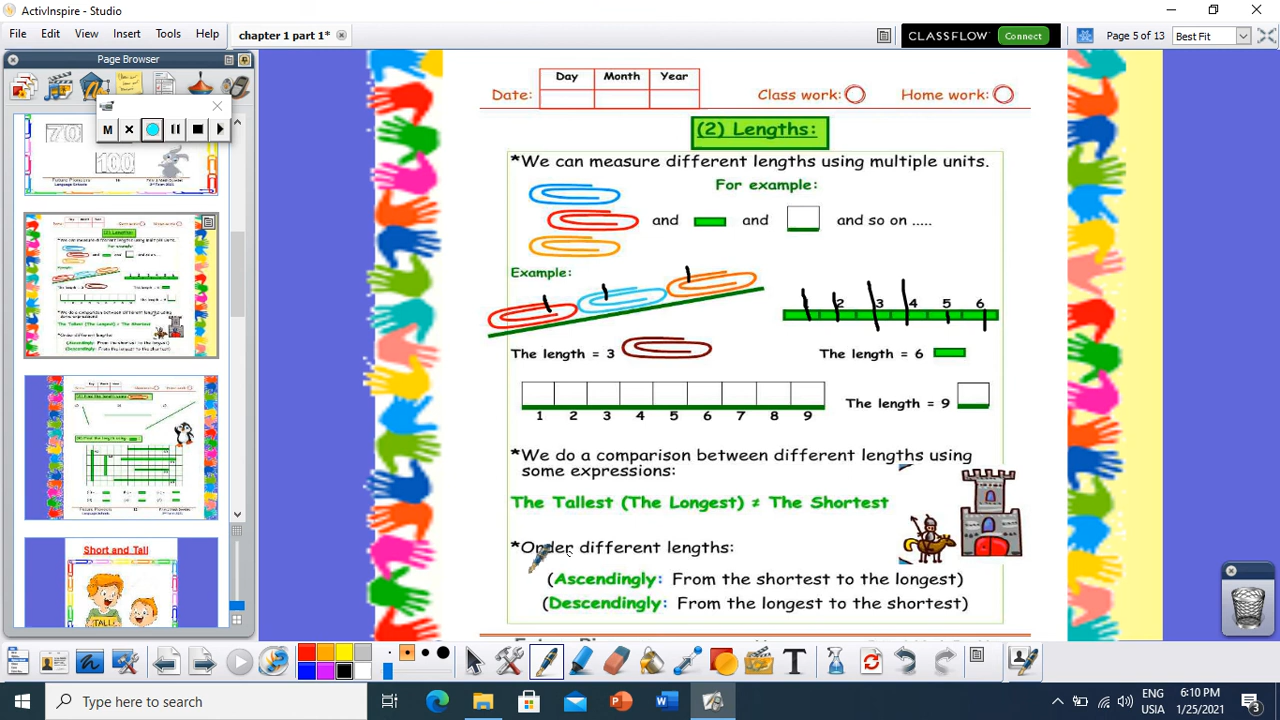 ActivInspire - Studio
File Edit View Insert Tools Help
chapter 1 part 1*
CLASSFLOW Connect
Page 5 of 13
Best Fit
Page Browser
M
70
100
Day Month Year
Date:
Class work:
Home work:
(2) Lengths:
*We can measure different lengths using multiple units.
For example:
and and and so on .....
Example:
2 3 4 5 6
The length = 3
The length = 6
1 2 3 4 5 6 7 8 9
The length = 9
*We do a comparison between different lengths using
some expressions:
The Tallest (The Longest) ≠ The Shortest
*Order different lengths:
(Ascendingly: From the shortest to the longest)
(Descendingly: From the longest to the shortest)
Short and Tall
TALL
Type here to search
ENG
USIA
6:10 PM
1/25/2021
3